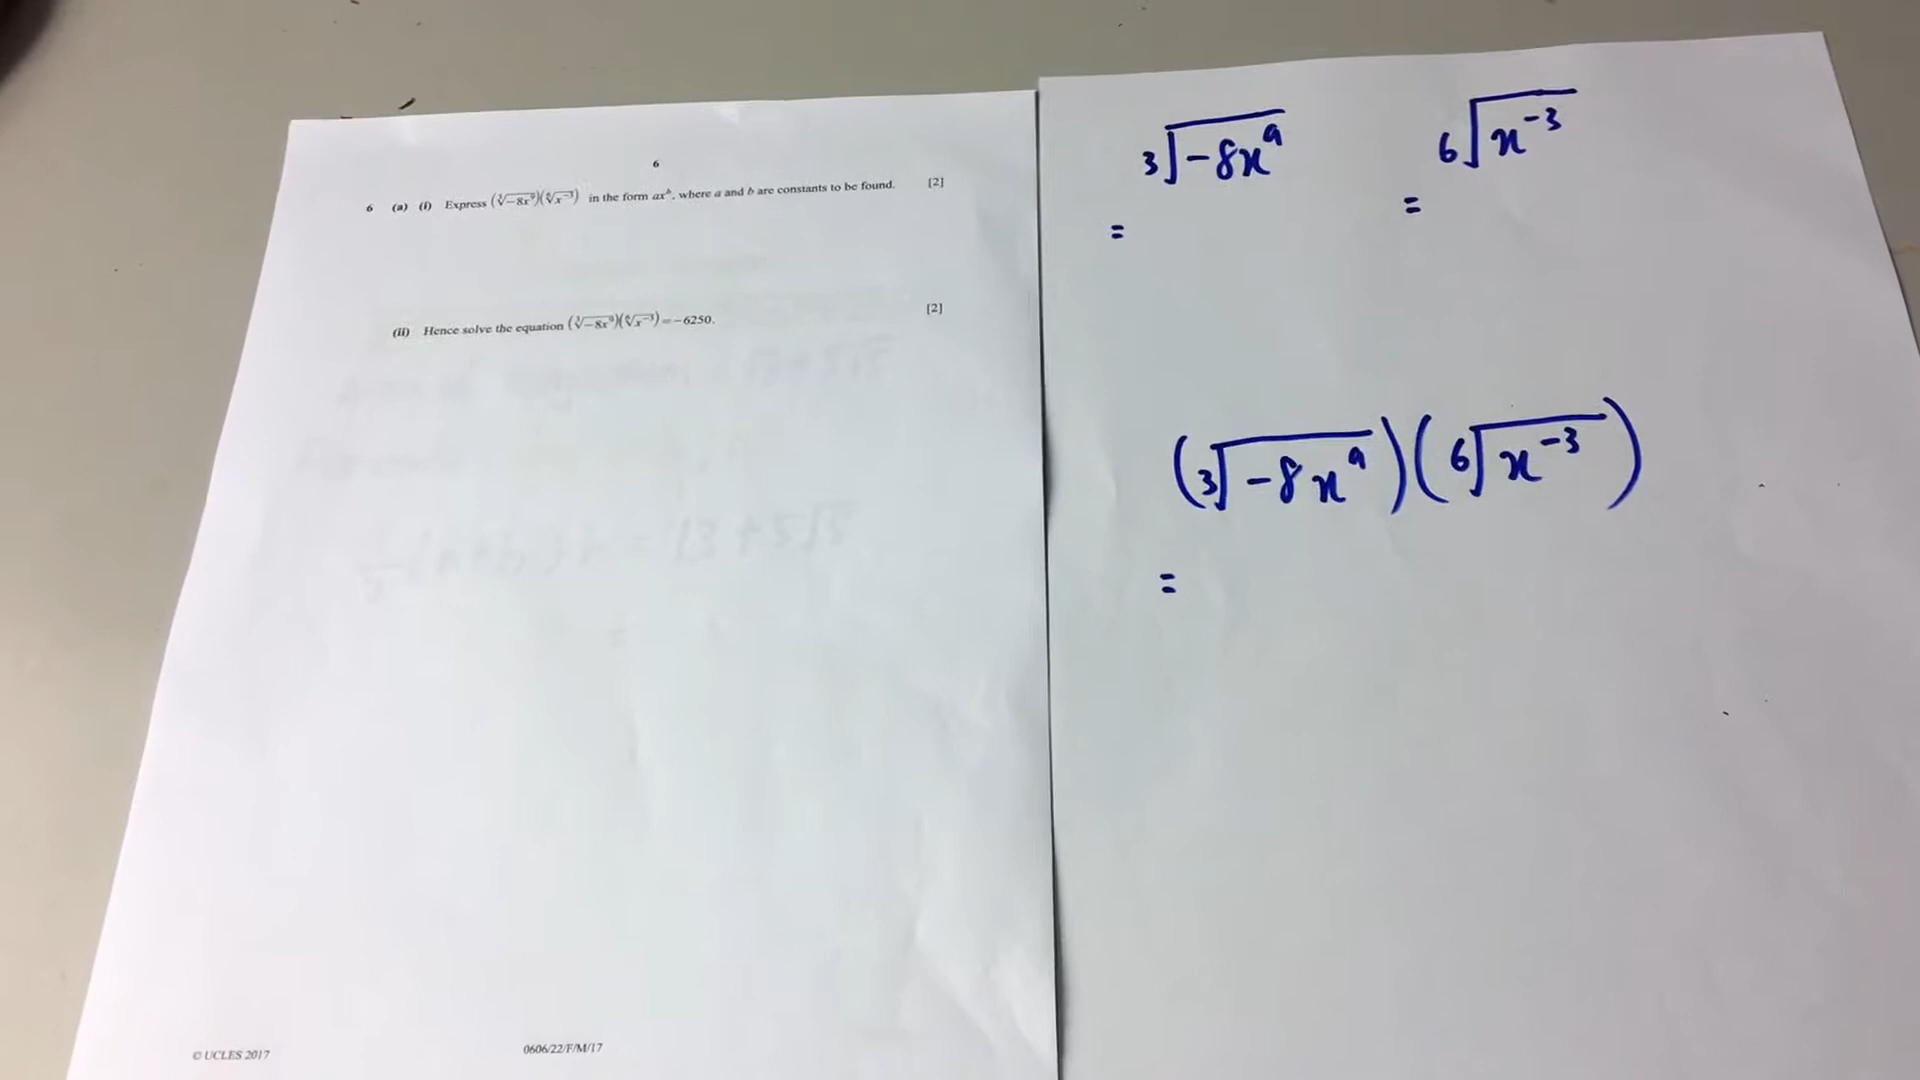 6
6 (a) (i) Express (∛−8x⁹)(⁶√x⁻³) in the form axᵇ, where a and b are constants to be found. [2]
(ii) Hence solve the equation (∛−8x⁹)(⁶√x⁻³) = −6250. [2]
© UCLES 2017
0606/22/F/M/17
3√−8x⁹ 6√x⁻³
= =
(3√−8x⁹)(6√x⁻³)
=